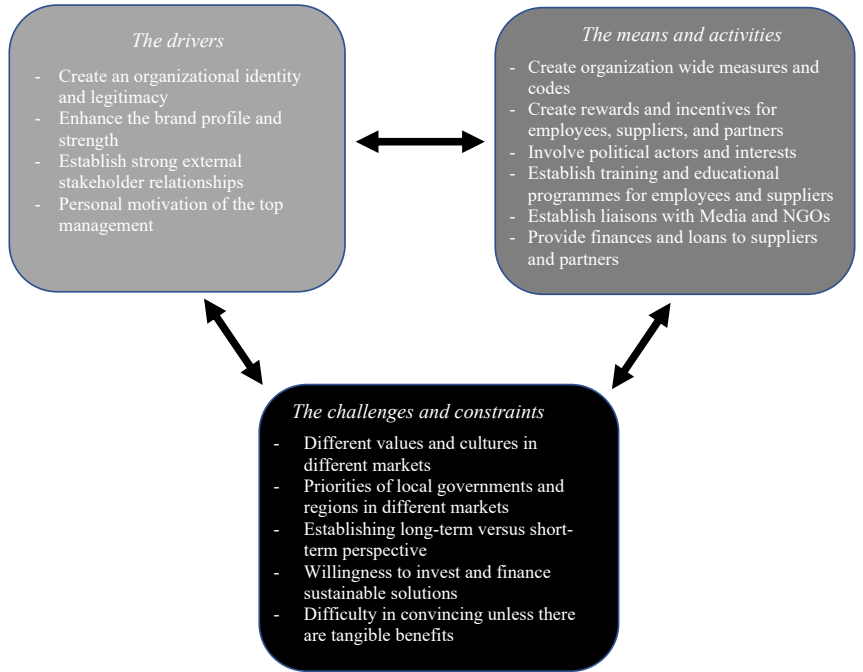 The drivers
- Create an organizational identity
and legitimacy
- Enhance the brand profile and
strength
- Establish strong external
stakeholder relationships
- Personal motivation of the top
management
The means and activities
- Create organization wide measures and
codes
- Create rewards and incentives for
employees, suppliers, and partners
- Involve political actors and interests
- Establish training and educational
programmes for employees and suppliers
- Establish liaisons with Media and NGOs
- Provide finances and loans to suppliers
and partners
The challenges and constraints
- Different values and cultures in
different markets
- Priorities of local governments and
regions in different markets
- Establishing long-term versus short-
term perspective
- Willingness to invest and finance
sustainable solutions
- Difficulty in convincing unless there
are tangible benefits